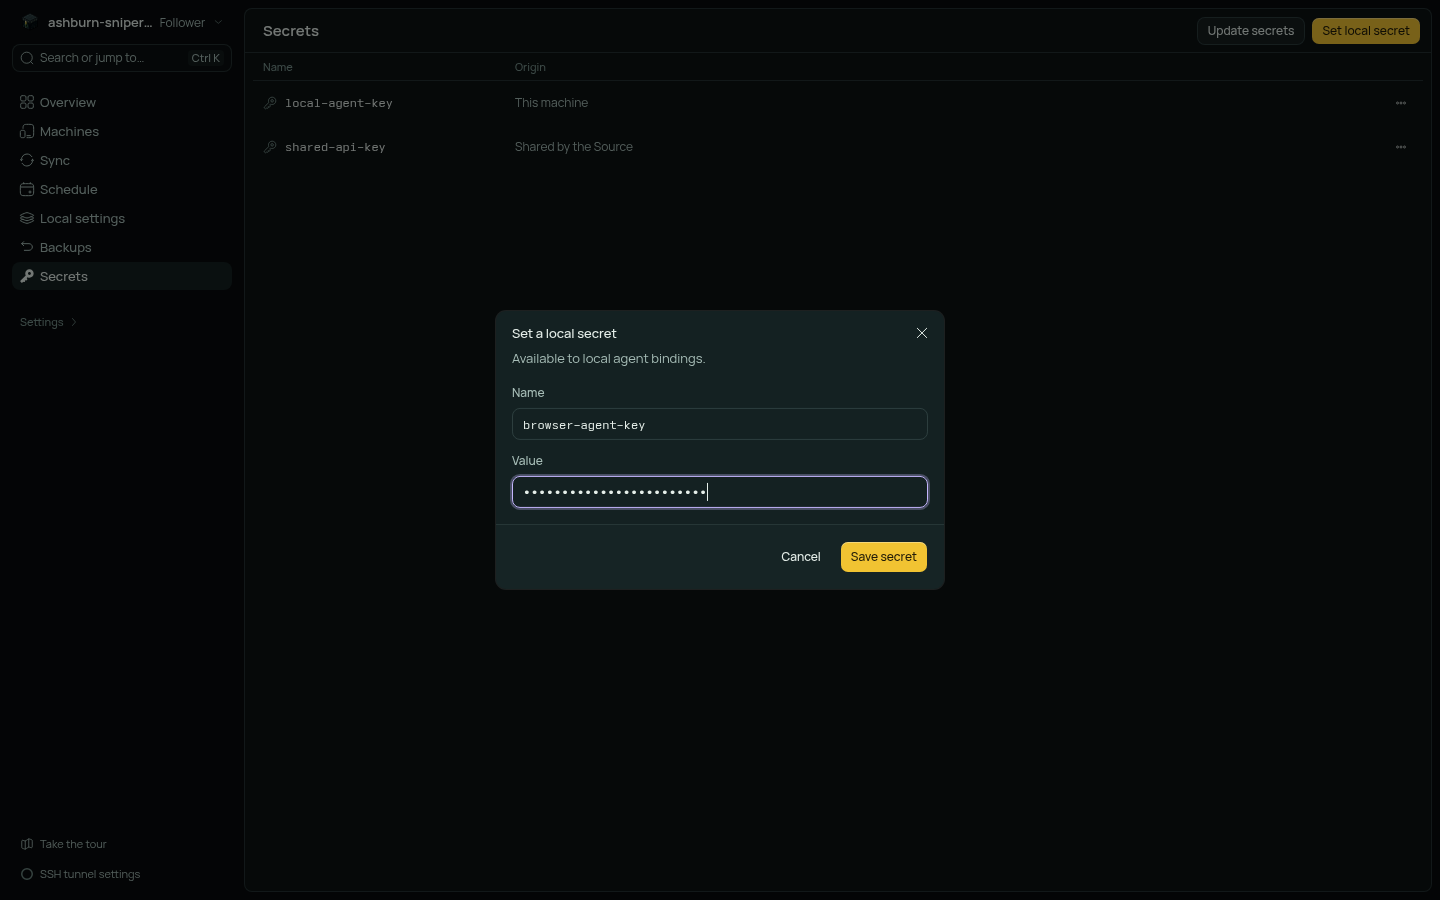 ashburn-sniper... Follower
Search or jump to... Ctrl K
Overview
Machines
Sync
Schedule
Local settings
Backups
Secrets
Settings
Take the tour
SSH tunnel settings
Secrets
Update secrets
Set local secret
Name Origin
local-agent-key This machine
shared-api-key Shared by the Source
Set a local secret
Available to local agent bindings.
Name
browser-agent-key
Value
Cancel
Save secret